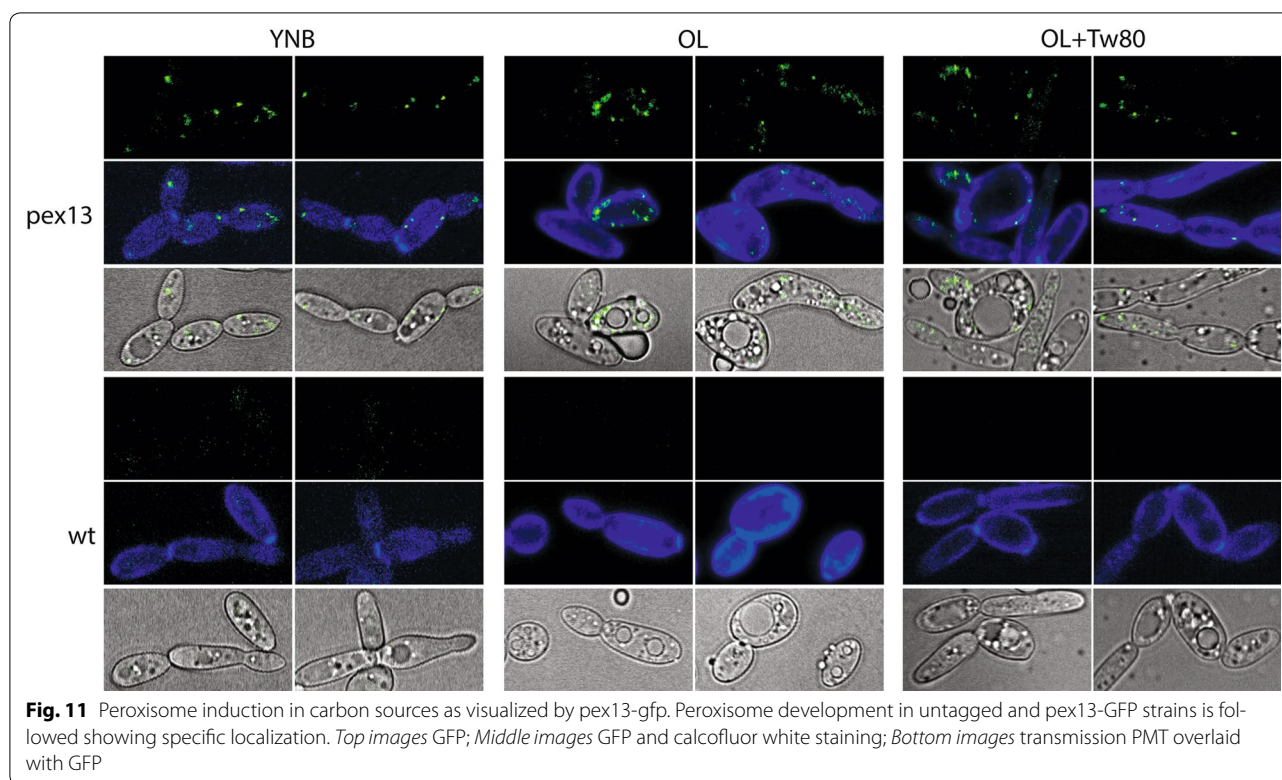 YNB OL OL+Tw80
pex13
wt
Fig. 11 Peroxisome induction in carbon sources as visualized by pex13-gfp. Peroxisome development in untagged and pex13-GFP strains is fol-
lowed showing specific localization. Top images GFP; Middle images GFP and calcofluor white staining; Bottom images transmission PMT overlaid
with GFP